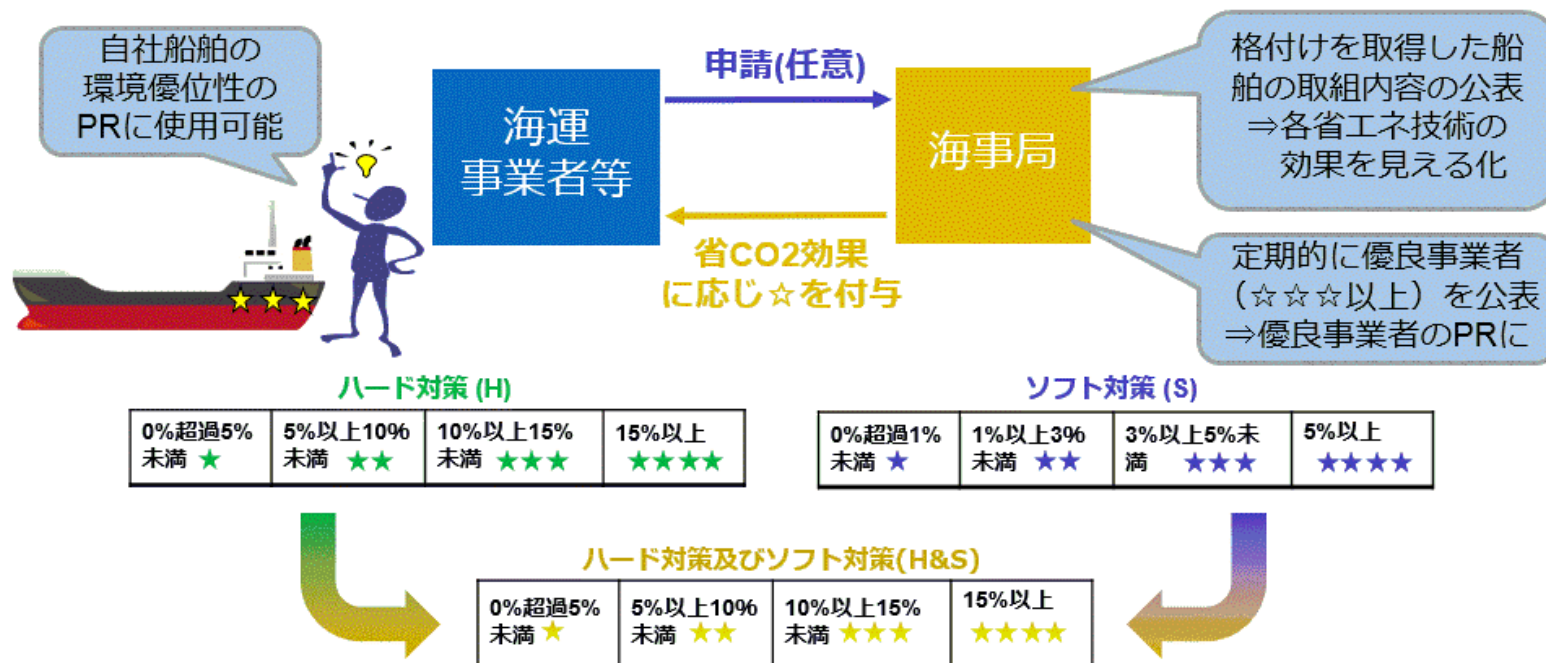 自社船舶の
環境優位性の
PRに使用可能
海運
事業者等
申請(任意)
省CO2効果
に応じ☆を付与
海事局
格付けを取得した船
舶の取組内容の公表
⇒各省エネ技術の
効果を見える化
定期的に優良事業者
（☆☆☆以上）を公表
⇒優良事業者のPRに
ハード対策 (H)
0%超過5%
未満 ★
5%以上10%
未満 ★★
10%以上15%
未満 ★★★
15%以上
★★★★
ソフト対策 (S)
0%超過1%
未満 ★
1%以上3%
未満 ★★
3%以上5%未
満 ★★★
5%以上
★★★★
ハード対策及びソフト対策(H&S)
0%超過5%
未満 ★
5%以上10%
未満 ★★
10%以上15%
未満 ★★★
15%以上
★★★★